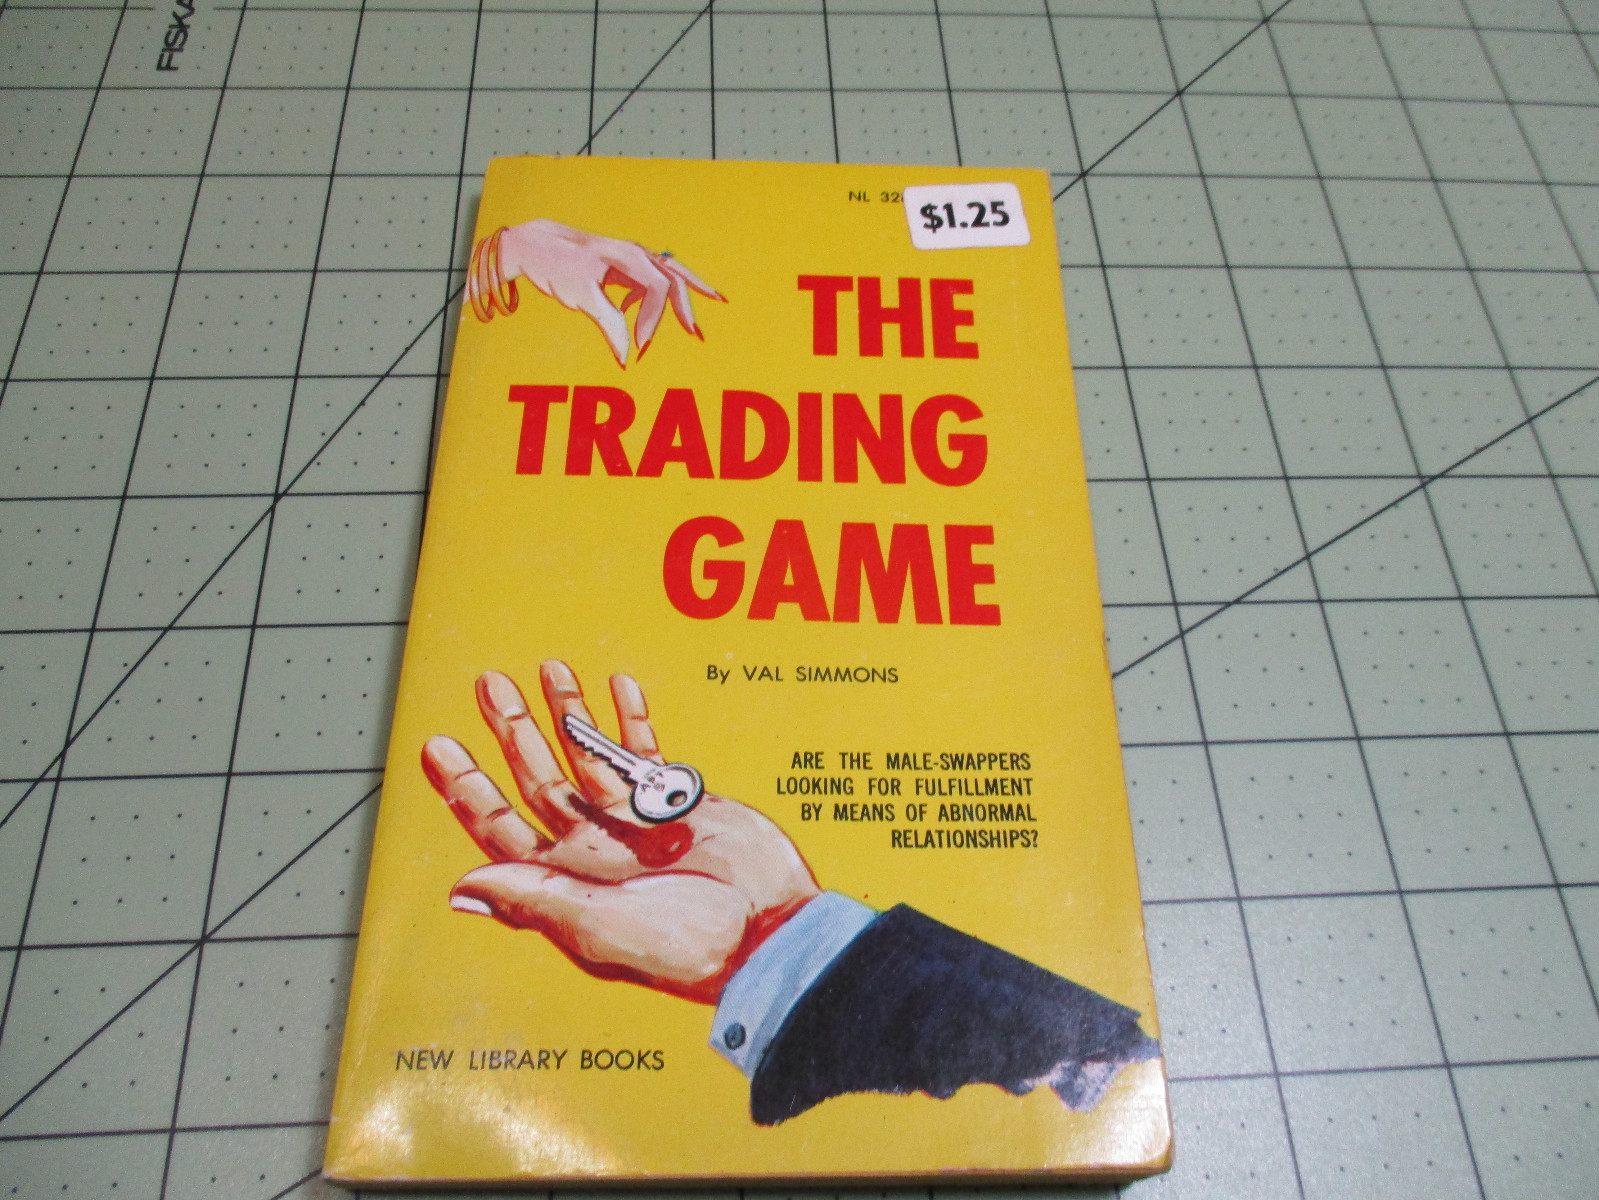 FISKA
NL 32
$1.25
THE
TRADING
GAME
By VAL SIMMONS
ARE THE MALE-SWAPPERS
LOOKING FOR FULFILLMENT
BY MEANS OF ABNORMAL
RELATIONSHIPS?
NEW LIBRARY BOOKS